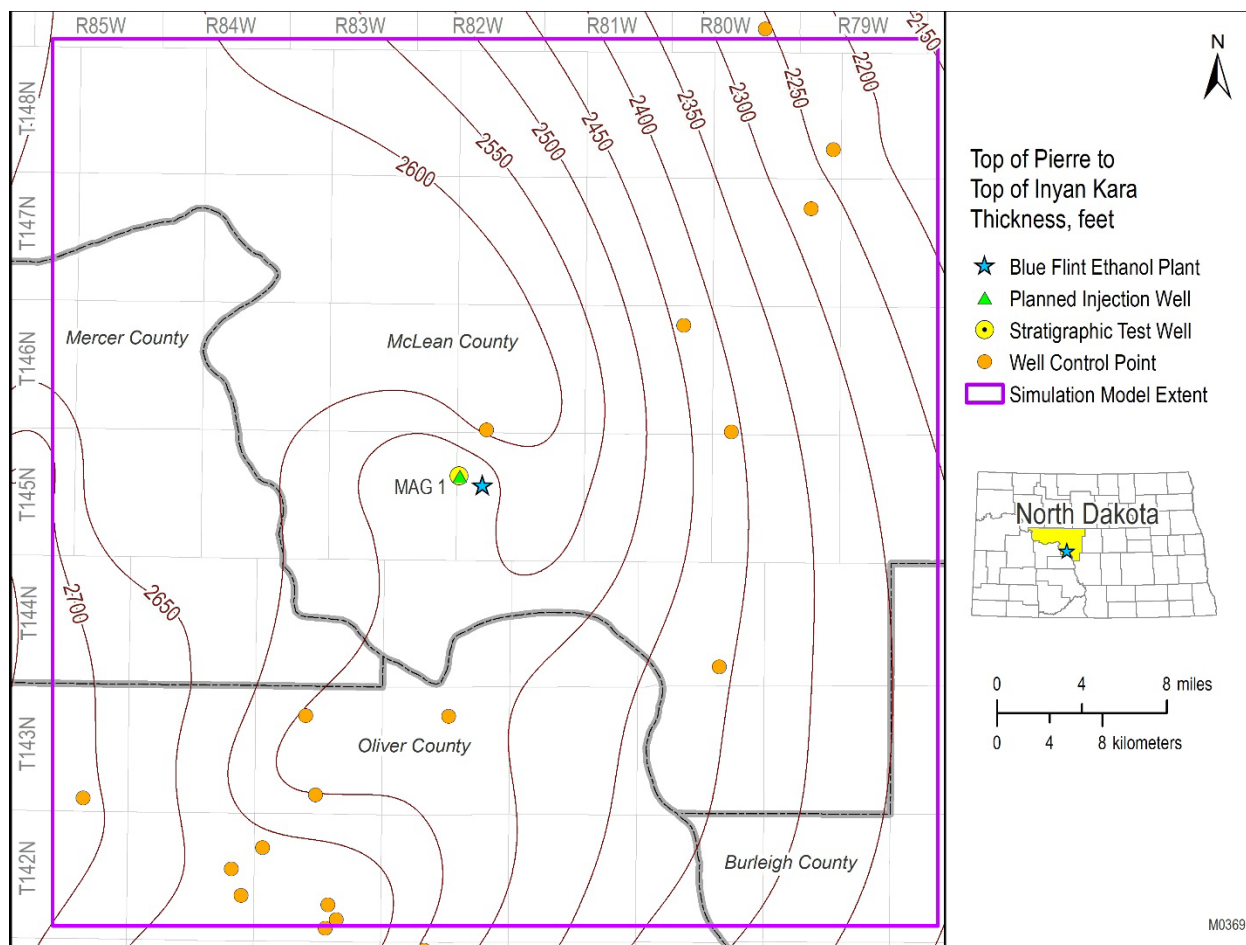 R85W
R84W
R83W
R82W
R81W
R80W
R79W
T148N
T147N
T146N
T145N
T144N
T143N
T142N
2600
2550
2500
2450
2400
2350
2300
2250
2200
2150
2700
2650
Mercer County
McLean County
MAG 1
Oliver County
Burleigh County
N
Top of Pierre to
Top of Inyan Kara
Thickness, feet
Blue Flint Ethanol Plant
Planned Injection Well
Stratigraphic Test Well
Well Control Point
Simulation Model Extent
North Dakota
0 4 8 miles
0 4 8 kilometers
M0369